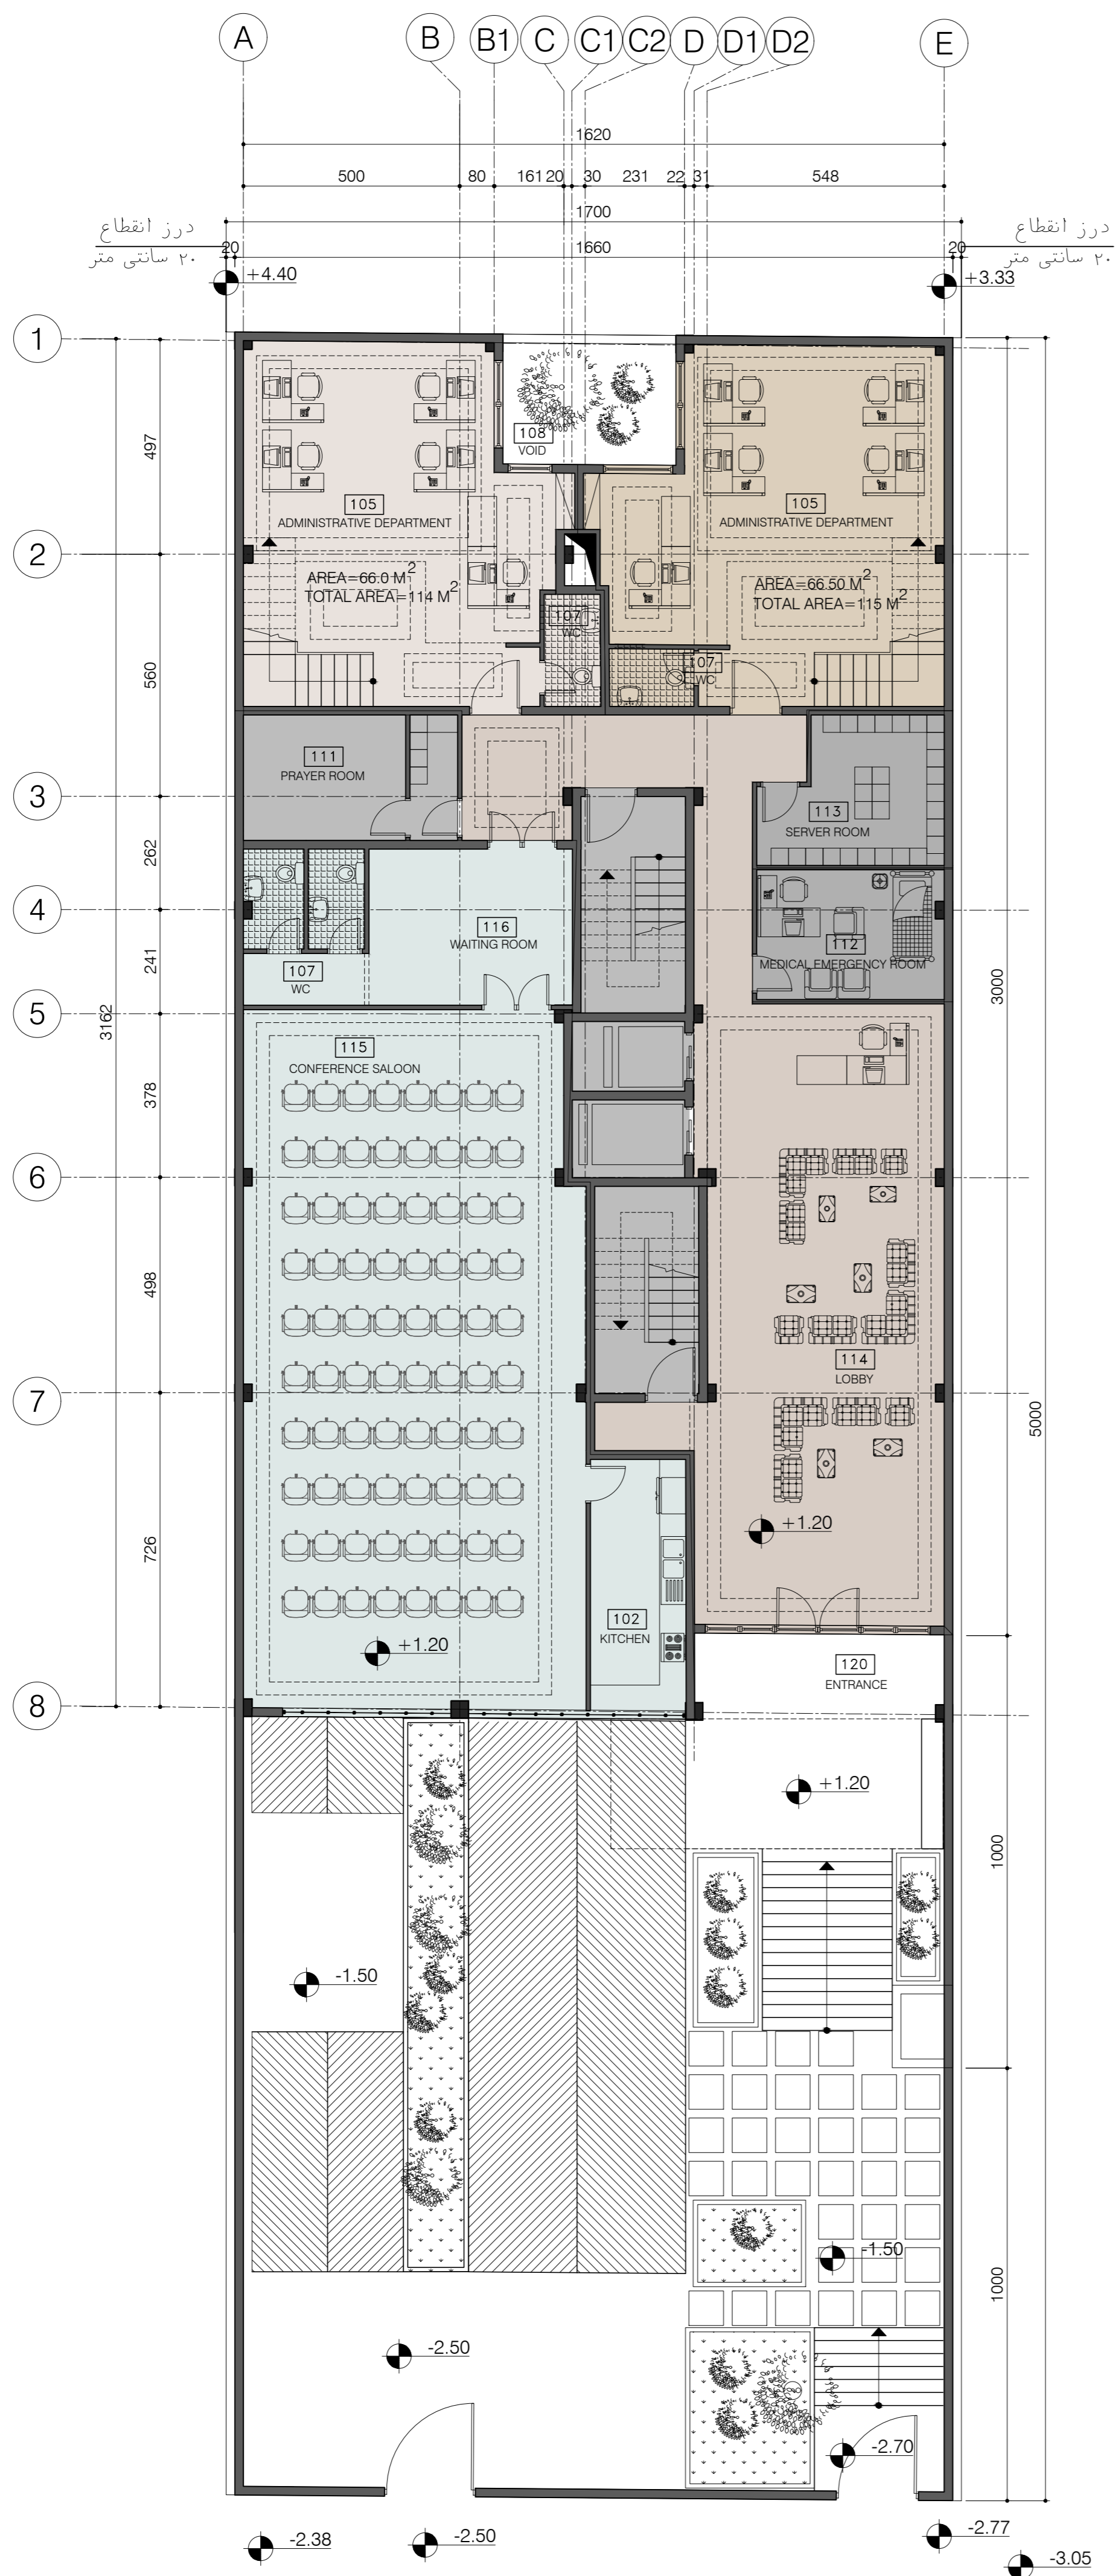 A B B1 C C1 C2 D D1 D2 E
1620
500 80 161 20 30 231 22 31 548
1700
درز انقطاع
۲۰ سانتی متر
20 1660 20
درز انقطاع
۲۰ سانتی متر
+4.40
+3.33
1
108
VOID
497
105
ADMINISTRATIVE DEPARTMENT
105
ADMINISTRATIVE DEPARTMENT
2
AREA=66.0 M2
TOTAL AREA=114 M2
AREA=66.50 M2
TOTAL AREA=115 M2
107
WC
107
WC
560
111
PRAYER ROOM
3
113
SERVER ROOM
262
4
116
WAITING ROOM
112
MEDICAL EMERGENCY ROOM
241
107
WC
3000
5
3162
115
CONFERENCE SALOON
378
6
498
114
LOBBY
7
5000
+1.20
726
102
KITCHEN
+1.20
120
ENTRANCE
8
+1.20
1000
-1.50
-1.50
1000
-2.50
-2.70
-2.38
-2.50
-2.77
-3.05